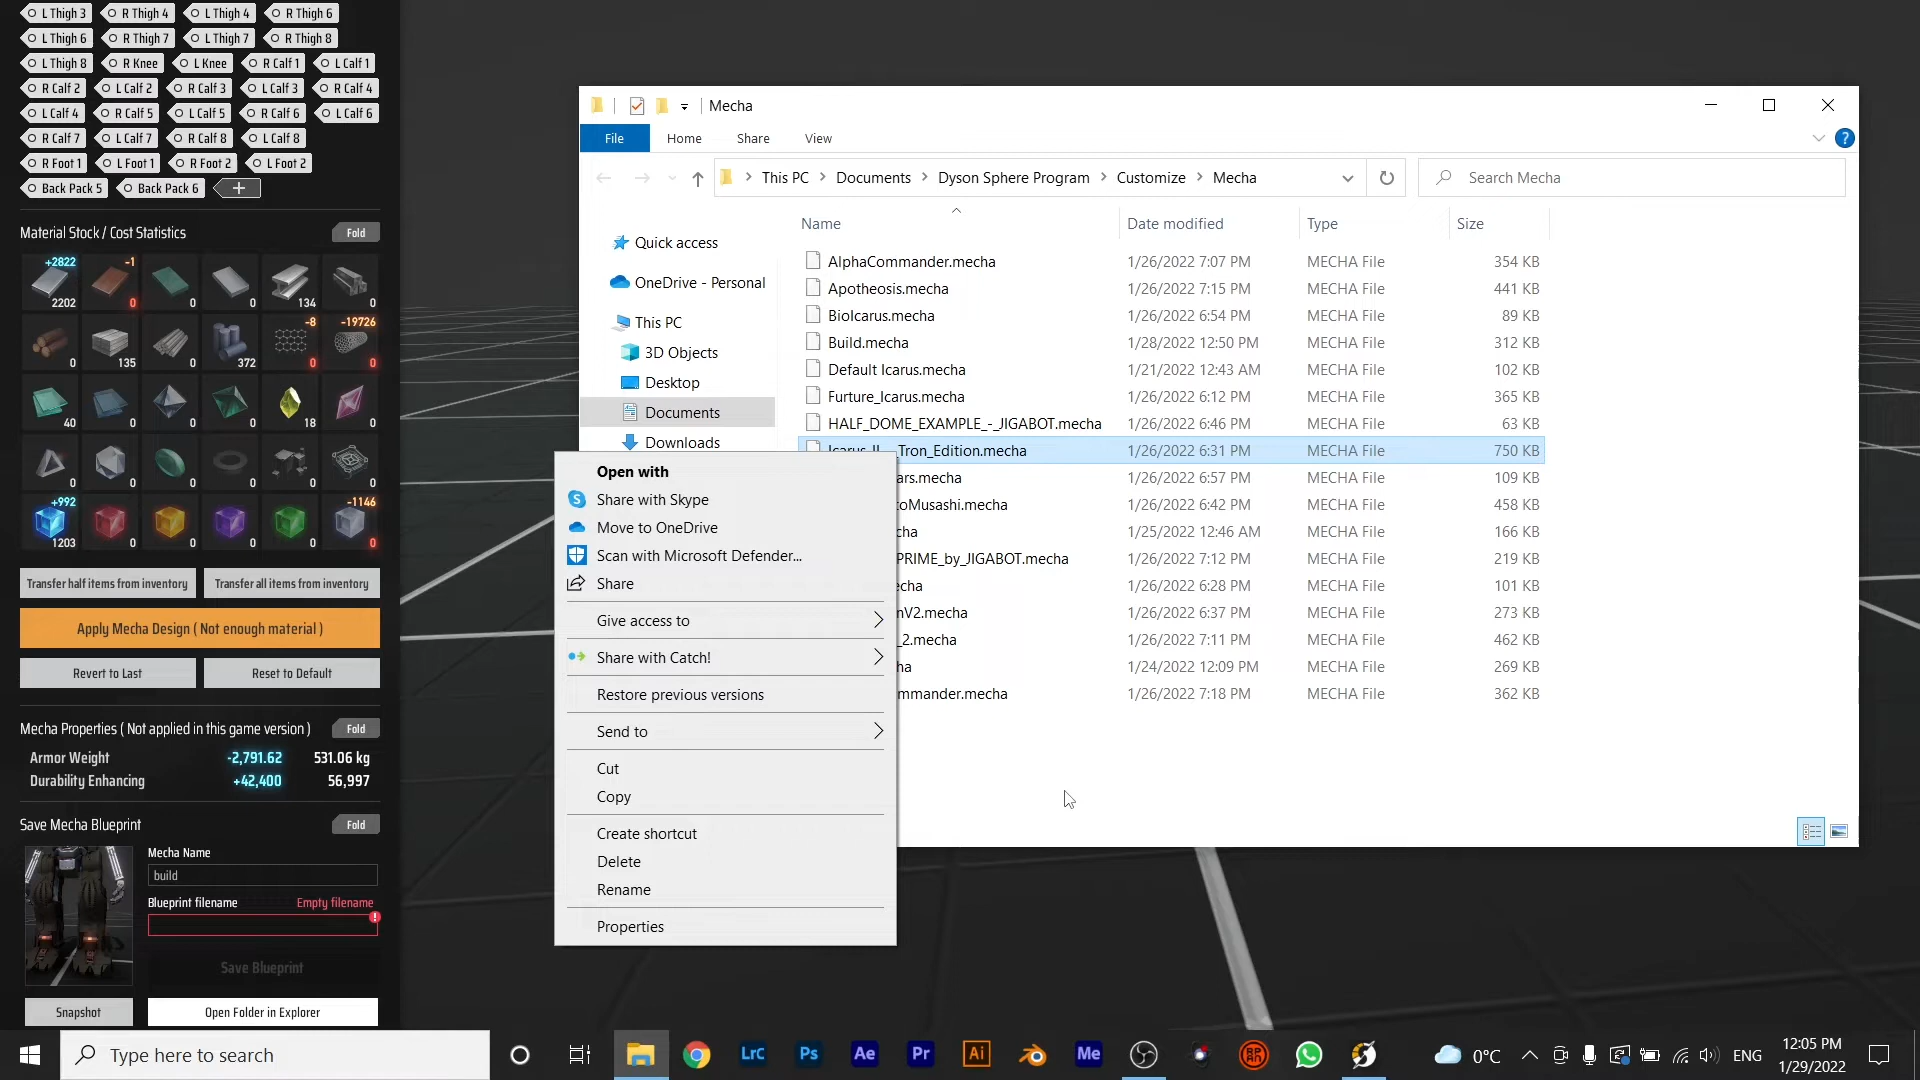 L Thigh 3 R Thigh 4 L Thigh 4 R Thigh 6
L Thigh 6 R Thigh 7 L Thigh 7 R Thigh 8
L Thigh 8 R Knee L Knee R Calf 1 L Calf 1
R Calf 2 L Calf 2 R Calf 3 L Calf 3 R Calf 4
L Calf 4 R Calf 5 L Calf 5 R Calf 6 L Calf 6
R Calf 7 L Calf 7 R Calf 8 L Calf 8
R Foot 1 L Foot 1 R Foot 2 L Foot 2
Back Pack 5 Back Pack 6 +
Material Stock / Cost Statistics Fold
+2822 -1
2202 0 0 0 134 0
-8 -19726
0 135 0 372 0 0
40 0 0 0 18 0
0 0 0 0 0 0
+992 -1146
1203 0 0 0 0 0
Transfer half items from inventory Transfer all items from inventory
Apply Mecha Design ( Not enough material )
Revert to Last Reset to Default
Mecha Properties ( Not applied in this game version ) Fold
Armor Weight -2,791.62 531.06 kg
Durability Enhancing +42,400 56,997
Save Mecha Blueprint Fold
Mecha Name
build
Blueprint filename Empty filename
!
Save Blueprint
Snapshot Open Folder in Explorer
Mecha
File Home Share View ?
This PC Documents Dyson Sphere Program Customize Mecha Search Mecha
Name Date modified Type Size
Quick access
OneDrive - Personal
This PC
3D Objects
Desktop
Documents
Downloads
AlphaCommander.mecha 1/26/2022 7:07 PM MECHA File 354 KB
Apotheosis.mecha 1/26/2022 7:15 PM MECHA File 441 KB
BioIcarus.mecha 1/26/2022 6:54 PM MECHA File 89 KB
Build.mecha 1/28/2022 12:50 PM MECHA File 312 KB
Default Icarus.mecha 1/21/2022 12:43 AM MECHA File 102 KB
Furture_Icarus.mecha 1/26/2022 6:12 PM MECHA File 365 KB
HALF_DOME_EXAMPLE_-_JIGABOT.mecha 1/26/2022 6:46 PM MECHA File 63 KB
Tron_Edition.mecha 1/26/2022 6:31 PM MECHA File 750 KB
ars.mecha 1/26/2022 6:57 PM MECHA File 109 KB
toMusashi.mecha 1/26/2022 6:42 PM MECHA File 458 KB
cha 1/25/2022 12:46 AM MECHA File 166 KB
PRIME_by_JIGABOT.mecha 1/26/2022 7:12 PM MECHA File 219 KB
echa 1/26/2022 6:28 PM MECHA File 101 KB
nV2.mecha 1/26/2022 6:37 PM MECHA File 273 KB
_2.mecha 1/26/2022 7:11 PM MECHA File 462 KB
ha 1/24/2022 12:09 PM MECHA File 269 KB
mmander.mecha 1/26/2022 7:18 PM MECHA File 362 KB
Open with
Share with Skype
Move to OneDrive
Scan with Microsoft Defender...
Share
Give access to
Share with Catch!
Restore previous versions
Send to
Cut
Copy
Create shortcut
Delete
Rename
Properties
Type here to search LrC Ps Ae Pr Ai Me 0°C ENG 12:05 PM
1/29/2022